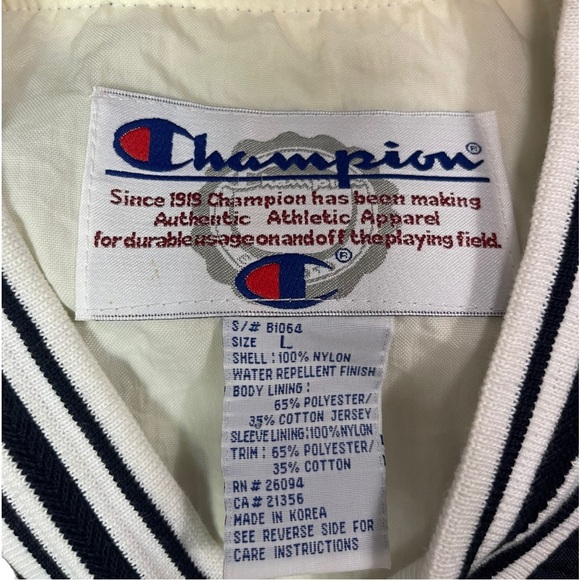 Champion®
Champion
Since 1919 Champion has been making
Authentic Athletic Apparel
for durable usage on and off the playing field.
®
S/# B1064
SIZE L
SHELL: 100% NYLON
WATER REPELLENT FINISH
BODY LINING:
65% POLYESTER/
35% COTTON JERSEY
SLEEVE LINING: 100% NYLON
TRIM: 65% POLYESTER/
35% COTTON
RN# 26094
CA# 21356
MADE IN KOREA
SEE REVERSE SIDE FOR
CARE INSTRUCTIONS